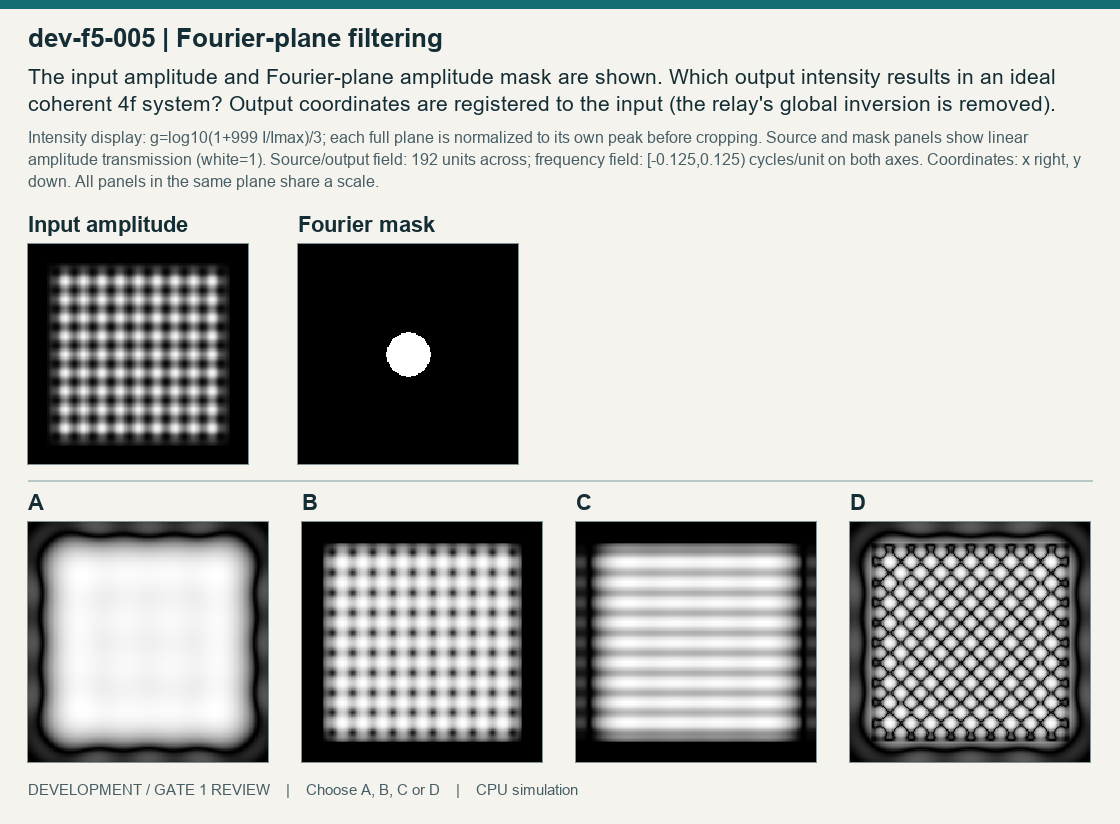 dev-f5-005 | Fourier-plane filtering
The input amplitude and Fourier-plane amplitude mask are shown. Which output intensity results in an ideal
coherent 4f system? Output coordinates are registered to the input (the relay's global inversion is removed).
Intensity display: g=log10(1+999 I/Imax)/3; each full plane is normalized to its own peak before cropping. Source and mask panels show linear
amplitude transmission (white=1). Source/output field: 192 units across; frequency field: [-0.125,0.125) cycles/unit on both axes. Coordinates: x right, y
down. All panels in the same plane share a scale.
Input amplitude
Fourier mask
A
B
C
D
DEVELOPMENT / GATE 1 REVIEW | Choose A, B, C or D | CPU simulation